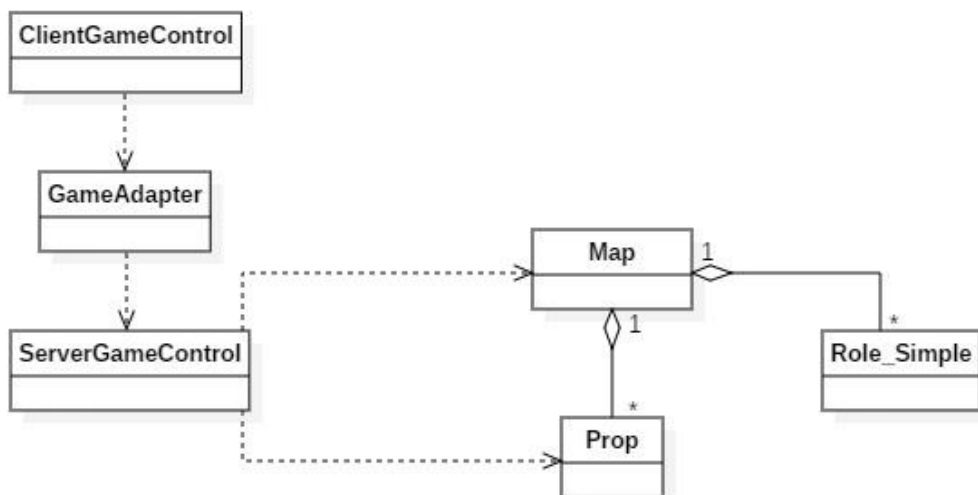 ClientGameControl
GameAdapter
Map
1
1
*
ServerGameControl
Role_Simple
*
Prop